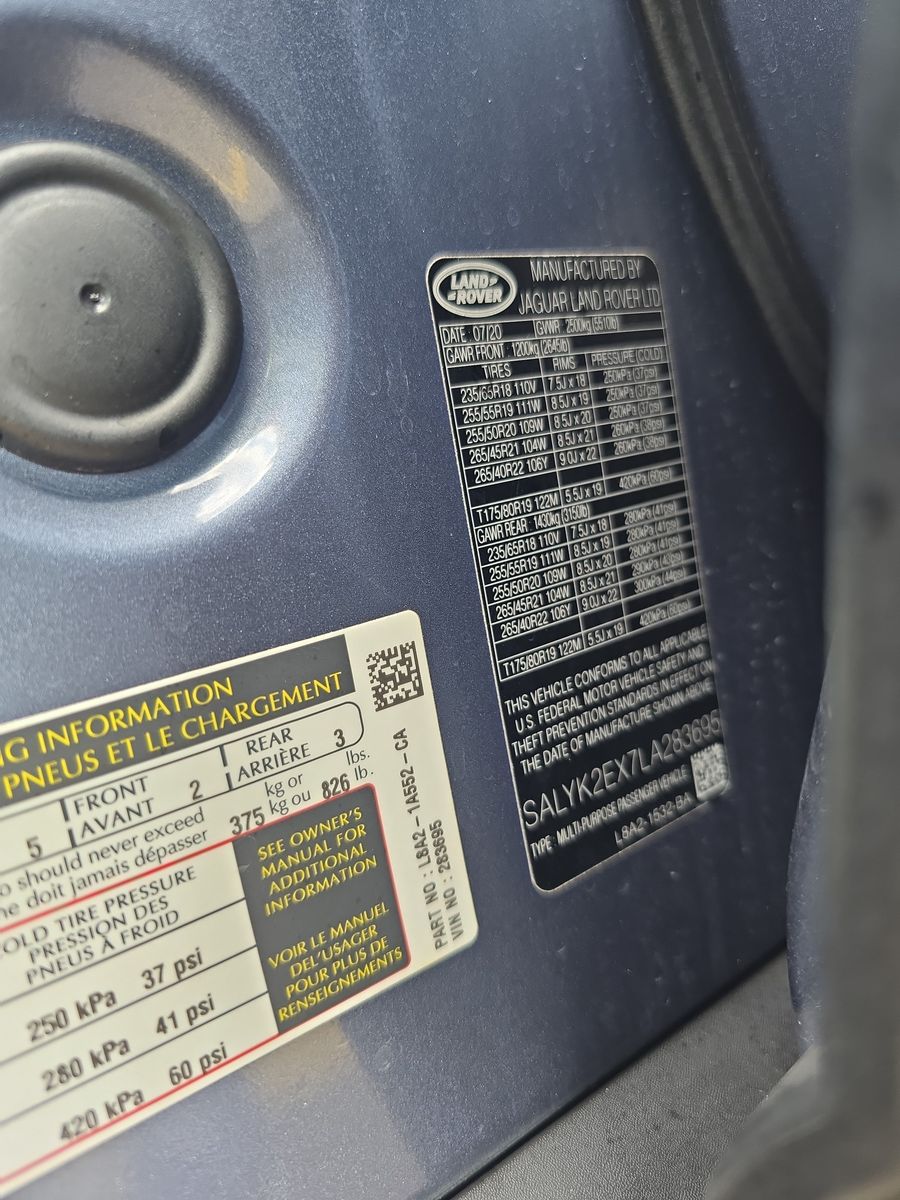 LAND
ROVER
MANUFACTURED BY
JAGUAR LAND ROVER LTD
DATE : 07/20 GVWR : 2500kg (5510lb)
GAWR FRONT : 1200kg (2645lb)
TIRES RIMS PRESSURE (COLD)
235/65R18 110V 7.5J x 18 250kPa (37psi)
255/55R19 111W 8.5J x 19 250kPa (37psi)
255/50R20 109W 8.5J x 20 250kPa (37psi)
265/45R21 104W 8.5J x 21 260kPa (38psi)
265/40R22 106Y 9.0J x 22 260kPa (38psi)
T175/80R19 122M 5.5J x 19 420kPa (60psi)
GAWR REAR : 1430kg (3150lb)
235/65R18 110V 7.5J x 18 280kPa (41psi)
255/55R19 111W 8.5J x 19 280kPa (41psi)
255/50R20 109W 8.5J x 20 280kPa (41psi)
265/45R21 104W 8.5J x 21 290kPa
265/40R22 106Y 9.0J x 22 300kPa (44psi)
T175/80R19 122M 5.5J x 19 420kPa (60psi)
THIS VEHICLE CONFORMS TO ALL APPLICABLE
U.S. FEDERAL MOTOR VEHICLE SAFETY AND
THEFT PREVENTION STANDARDS IN EFFECT ON
THE DATE OF MANUFACTURE SHOWN ABOVE
SALYK2EX7LA283695
TYPE : MULTI-PURPOSE PASSENGER VEHICLE
L8A2-1532-BA
NG INFORMATION
PNEUS ET LE CHARGEMENT
5 FRONT 2 REAR 3
AVANT ARRIÈRE
should never exceed 375 kg or 826 lbs.
ne doit jamais dépasser kg ou lb.
COLD TIRE PRESSURE
PRESSION DES
PNEUS À FROID
250 kPa 37 psi
280 kPa 41 psi
420 kPa 60 psi
SEE OWNER'S
MANUAL FOR
ADDITIONAL
INFORMATION
VOIR LE MANUEL
DEL'USAGER
POUR PLUS DE
RENSEIGNEMENTS
PART NO : L8A2-1A552-CA
VIN NO : 283695